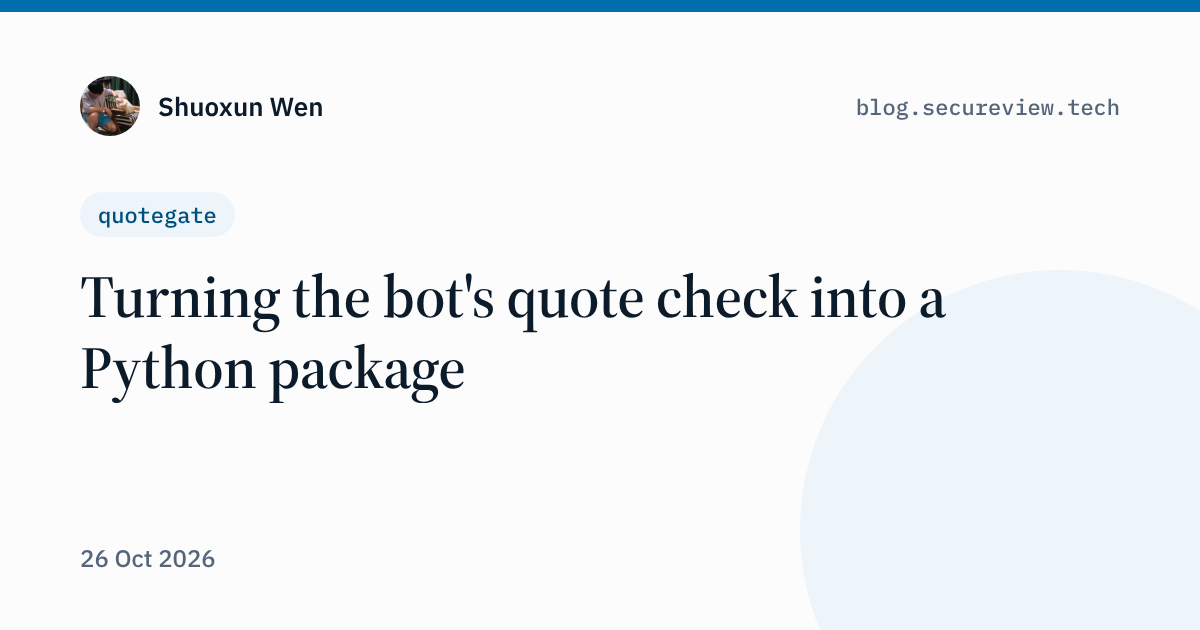 Shuoxun Wen
blog.secureview.tech
quotegate
Turning the bot's quote check into a
Python package
26 Oct 2026